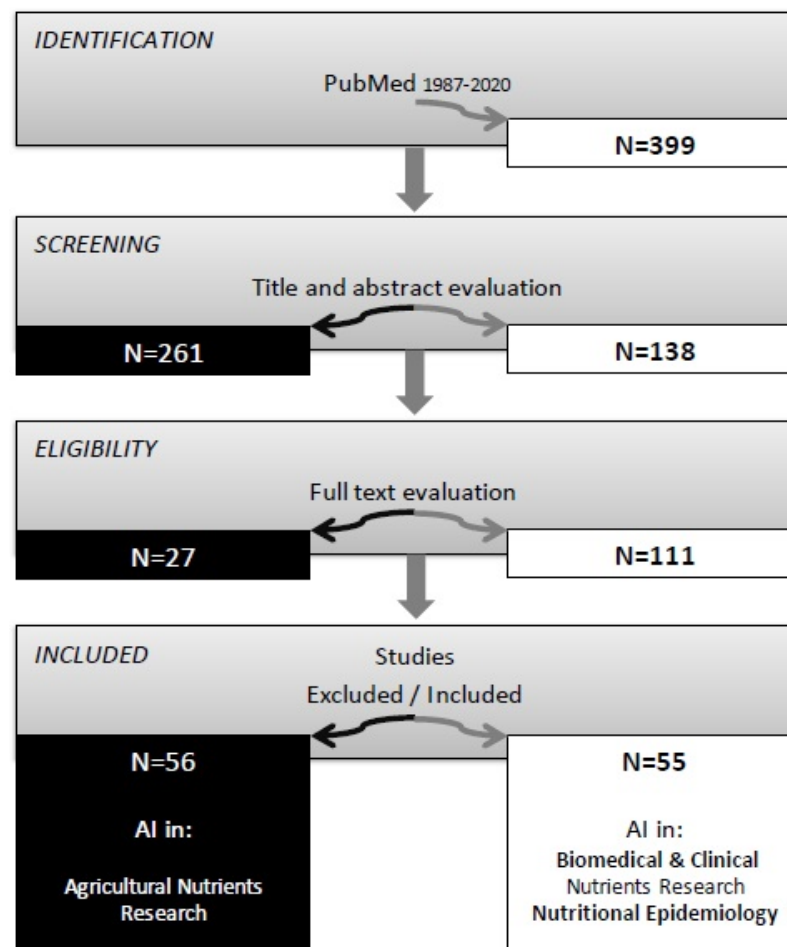 IDENTIFICATION
PubMed 1987-2020
N=399
SCREENING
Title and abstract evaluation
N=261
N=138
ELIGIBILITY
Full text evaluation
N=27
N=111
INCLUDED
Studies
Excluded / Included
N=56
AI in:
Agricultural Nutrients
Research
N=55
AI in:
Biomedical & Clinical
Nutrients Research
Nutritional Epidemiology